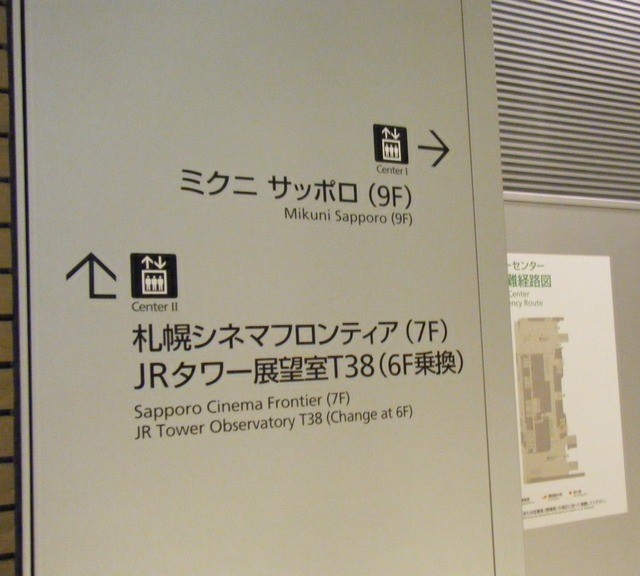 Center I
ミクニ サッポロ (9F)
Mikuni Sapporo (9F)
Center II
札幌シネマフロンティア (7F)
JRタワー展望室T38 (6F乗換)
Sapporo Cinema Frontier (7F)
JR Tower Observatory T38 (Change at 6F)
ーセンター
難経路図
Center
ency Route